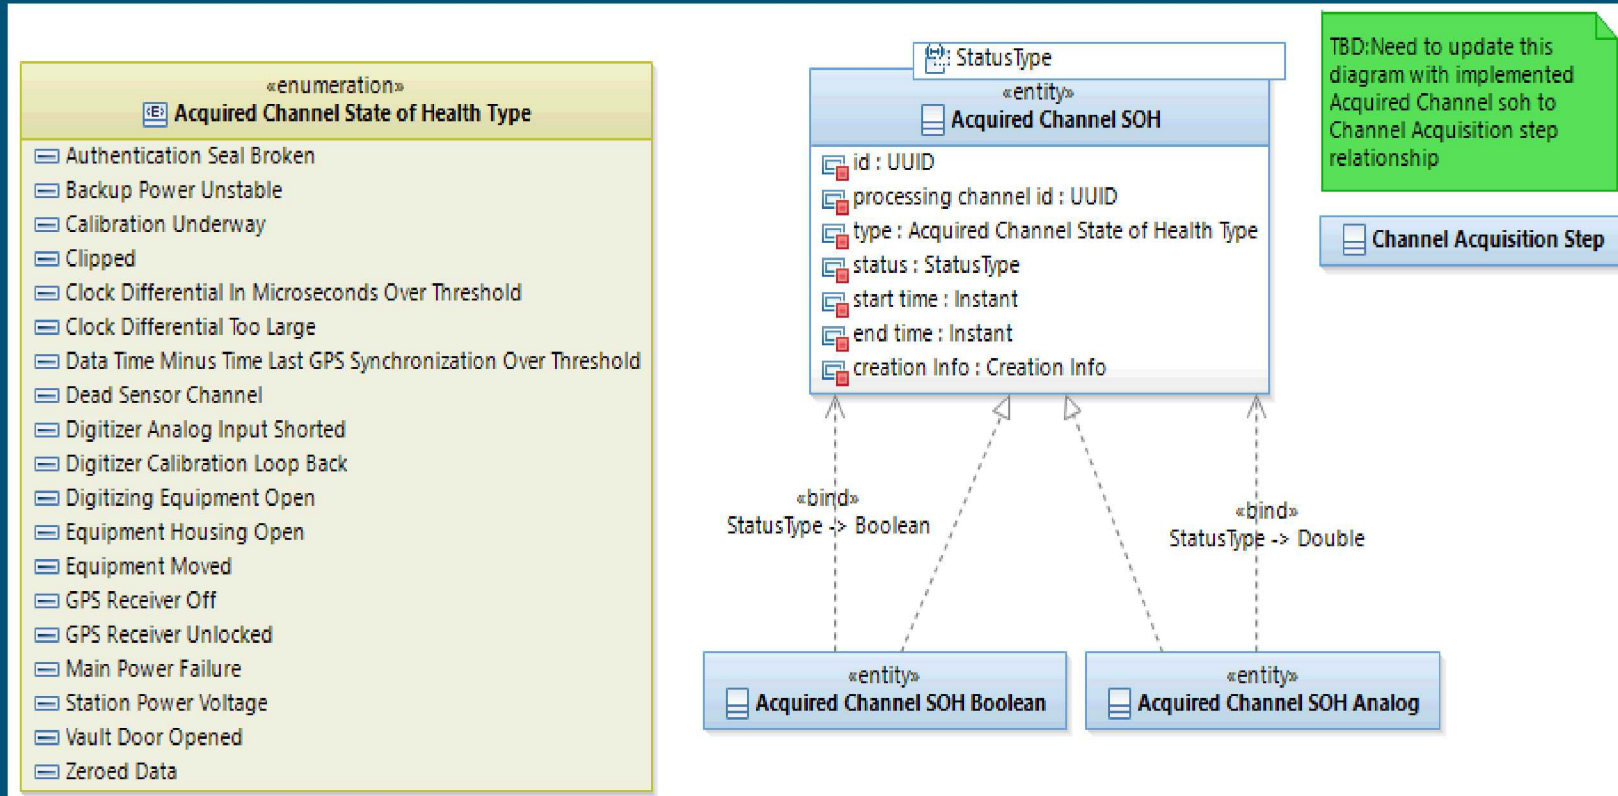 «enumeration»
Acquired Channel State of Health Type
Authentication Seal Broken
Backup Power Unstable
Calibration Underway
Clipped
Clock Differential In Microseconds Over Threshold
Clock Differential Too Large
Data Time Minus Time Last GPS Synchronization Over Threshold
Dead Sensor Channel
Digitizer Analog Input Shorted
Digitizer Calibration Loop Back
Digitizing Equipment Open
Equipment Housing Open
Equipment Moved
GPS Receiver Off
GPS Receiver Unlocked
Main Power Failure
Station Power Voltage
Vault Door Opened
Zeroed Data
: StatusType
«entity»
Acquired Channel SOH
id : UUID
processing channel id : UUID
type : Acquired Channel State of Health Type
status : StatusType
start time : Instant
end time : Instant
creation Info : Creation Info
«bind»
StatusType -> Boolean
«bind»
StatusType -> Double
«entity»
Acquired Channel SOH Boolean
«entity»
Acquired Channel SOH Analog
TBD:Need to update this
diagram with implemented
Acquired Channel soh to
Channel Acquisition step
relationship
Channel Acquisition Step